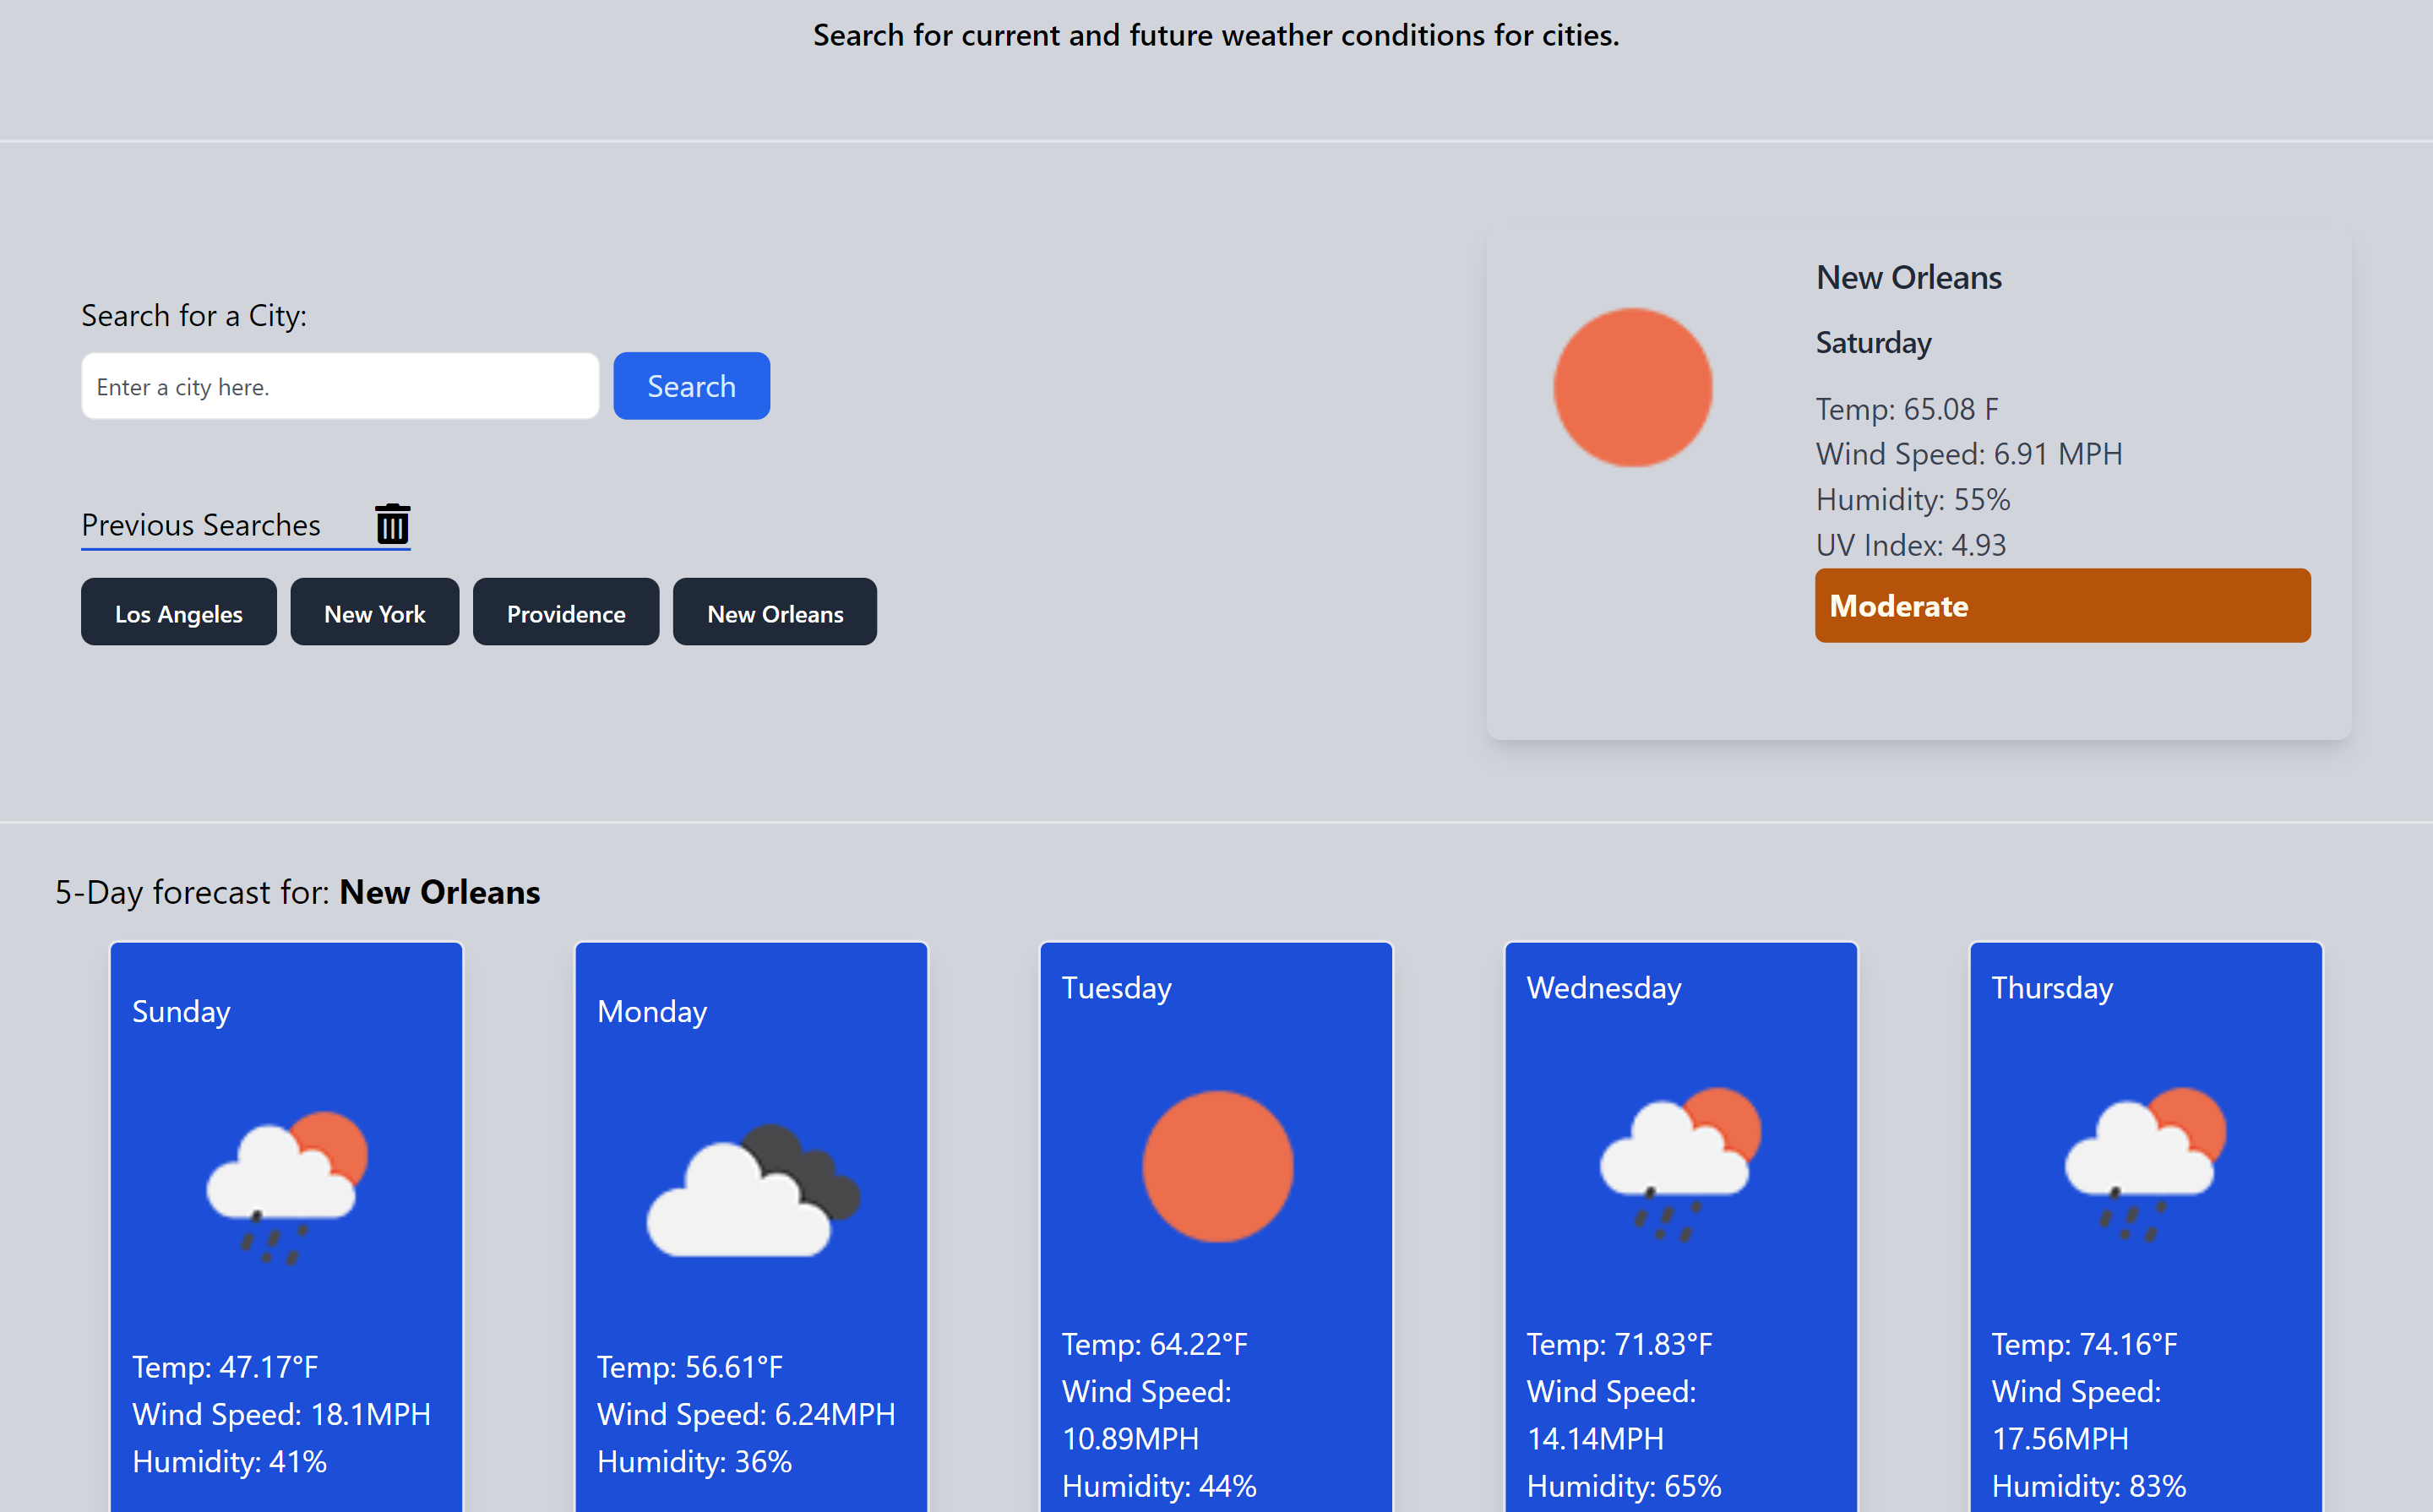 Search for current and future weather conditions for cities.
Search for a City:
Enter a city here.
Search
Previous Searches
Los Angeles
New York
Providence
New Orleans
New Orleans
Saturday
Temp: 65.08 F
Wind Speed: 6.91 MPH
Humidity: 55%
UV Index: 4.93
Moderate
5-Day forecast for: New Orleans
Sunday
Temp: 47.17°F
Wind Speed: 18.1MPH
Humidity: 41%
Monday
Temp: 56.61°F
Wind Speed: 6.24MPH
Humidity: 36%
Tuesday
Temp: 64.22°F
Wind Speed:
10.89MPH
Humidity: 44%
Wednesday
Temp: 71.83°F
Wind Speed:
14.14MPH
Humidity: 65%
Thursday
Temp: 74.16°F
Wind Speed:
17.56MPH
Humidity: 83%